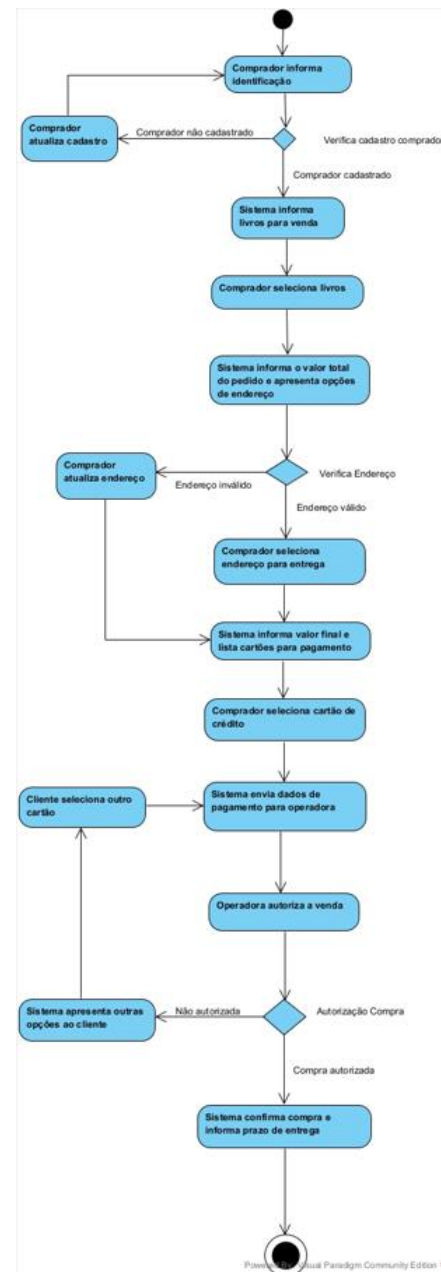 Comprador informa
identificação
Comprador
atualiza cadastro
Comprador não cadastrado
Verifica cadastro comprado
Comprador cadastrado
Sistema informa
livros para venda
Comprador seleciona livros
Sistema informa o valor total
do pedido e apresenta opções
de endereço
Comprador
atualiza endereço
Verifica Endereço
Endereço inválido
Endereço válido
Comprador seleciona
endereço para entrega
Sistema informa valor final e
lista cartões para pagamento
Comprador seleciona cartão de
crédito
Cliente seleciona outro
cartão
Sistema envia dados de
pagamento para operadora
Operadora autoriza a venda
Sistema apresenta outras
opções ao cliente
Não autorizada
Autorização Compra
Compra autorizada
Sistema confirma compra e
informa prazo de entrega
Visual Paradigm Community Edition